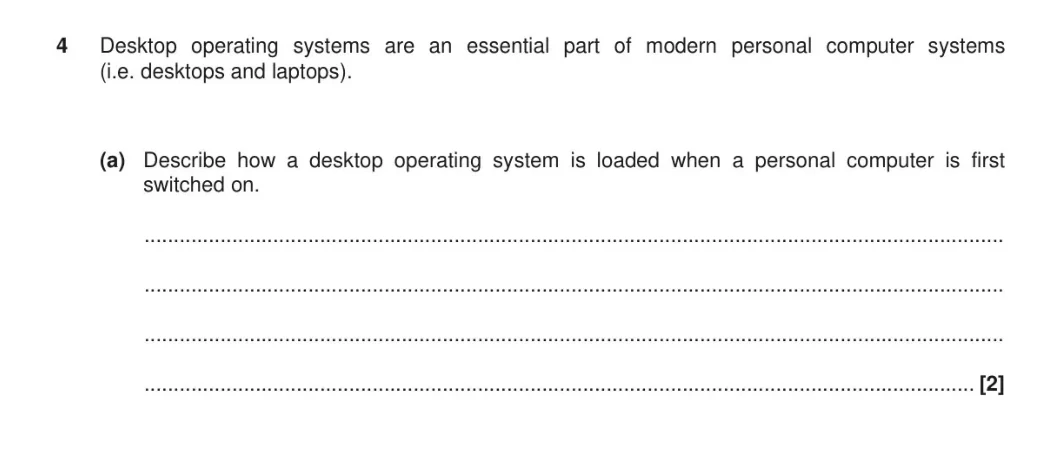 4 Desktop operating systems are an essential part of modern personal computer systems
(i.e. desktops and laptops).
(a) Describe how a desktop operating system is loaded when a personal computer is first
switched on.
..........
..........
..........
.......... [2]